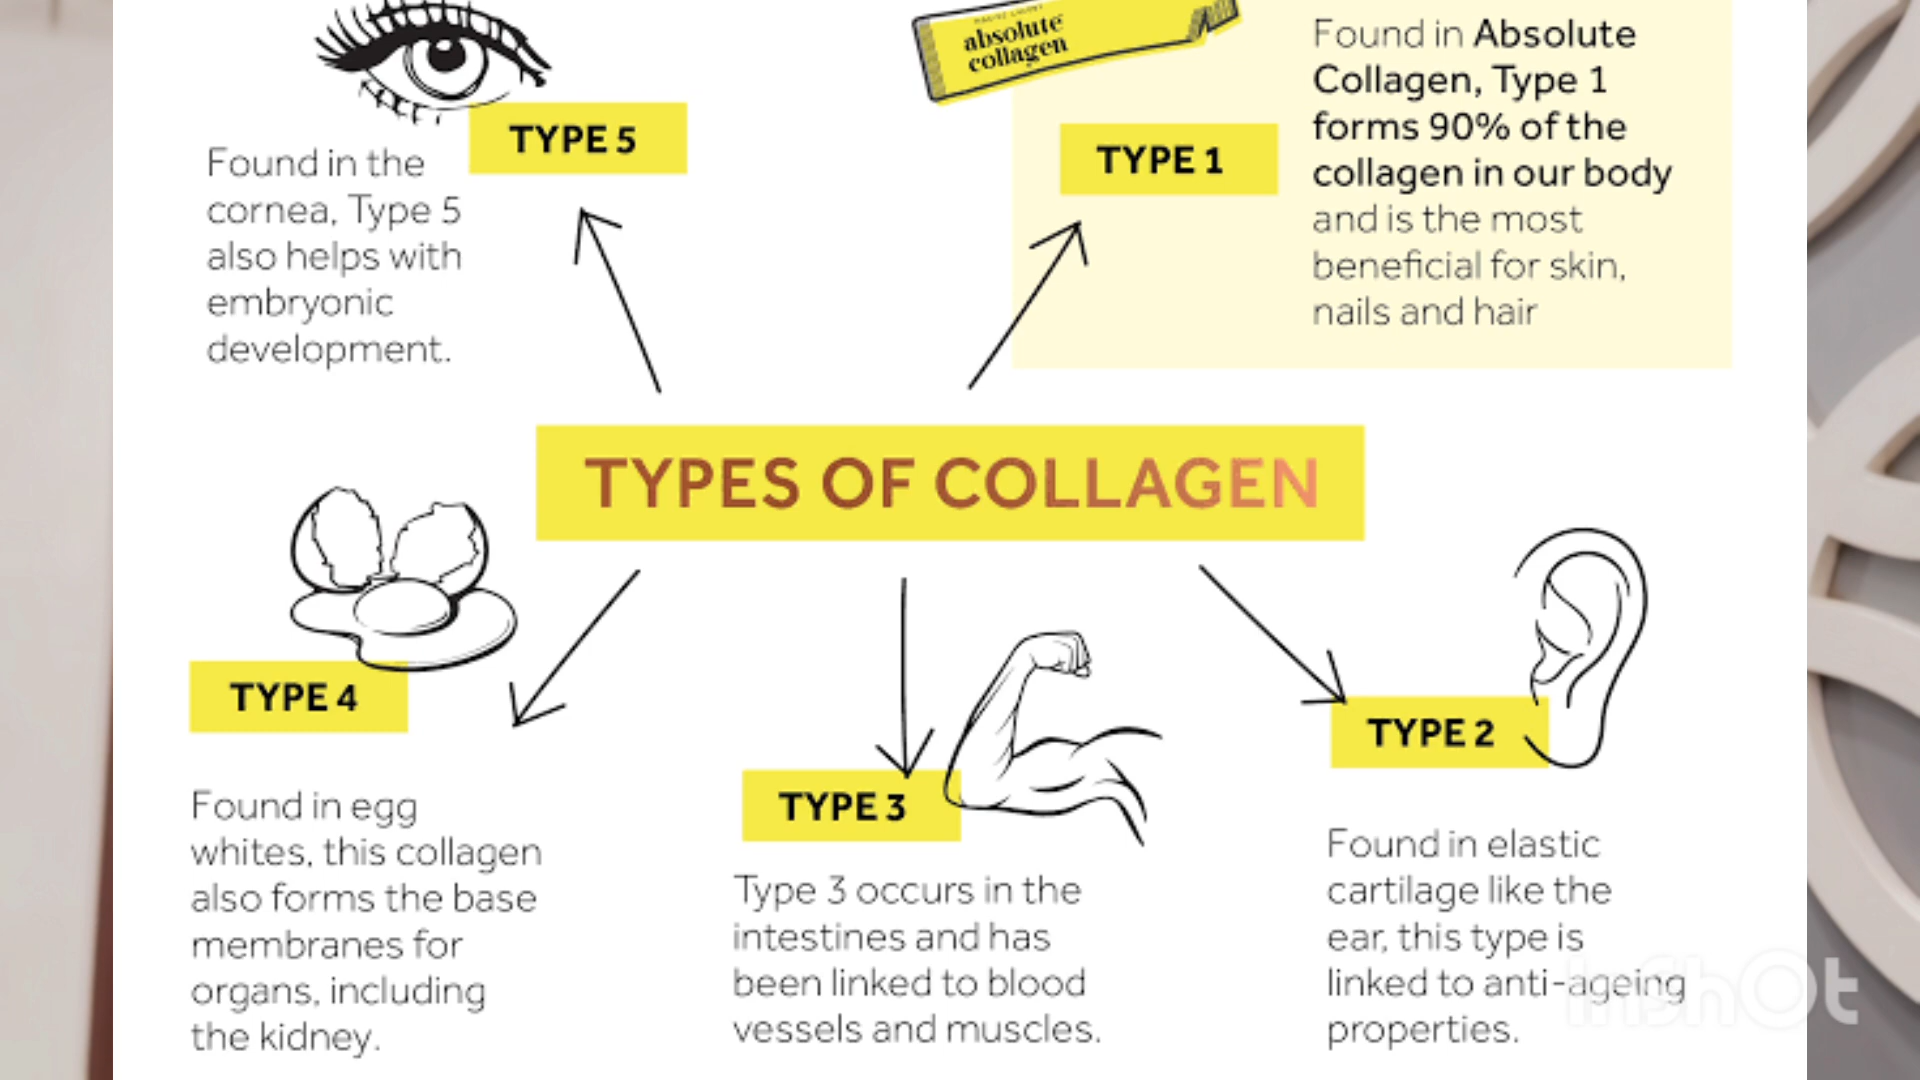 absolute
collagen
Found in Absolute
Collagen, Type 1
forms 90% of the
collagen in our body
and is the most
beneficial for skin,
nails and hair
TYPE 1
TYPE 5
Found in the
cornea, Type 5
also helps with
embryonic
development.
TYPES OF COLLAGEN
TYPE 4
Found in egg
whites, this collagen
also forms the base
membranes for
organs, including
the kidney.
TYPE 3
Type 3 occurs in the
intestines and has
been linked to blood
vessels and muscles.
TYPE 2
Found in elastic
cartilage like the
ear, this type is
linked to anti-ageing
properties.
InShOt